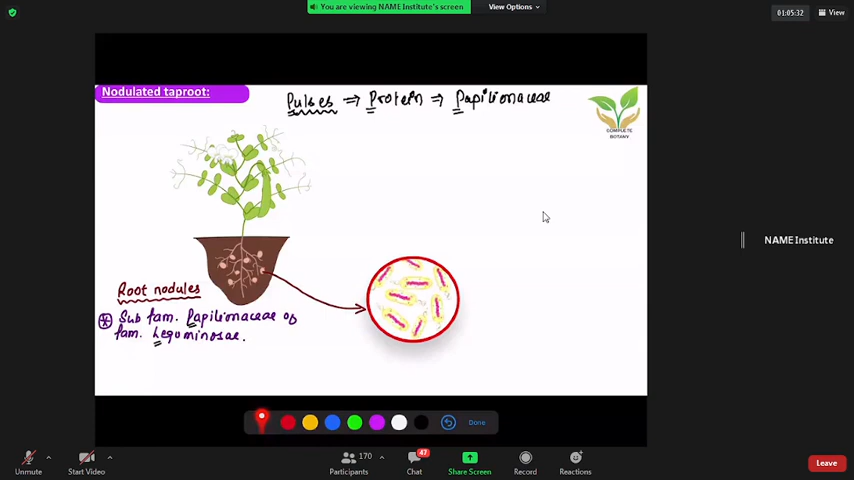 You are viewing NAME Institute's screen
View Options
01:05:32
View
Nodulated taproot:
Pulses ⇒ Protein ⇒ Papilionaceae
COMPLETE
BOTANY
NAME Institute
Root nodules
Sub fam. Papilionaceae of
fam. Leguminosae.
Done
Unmute
Start Video
170
Participants
47
Chat
Share Screen
Record
Reactions
Leave